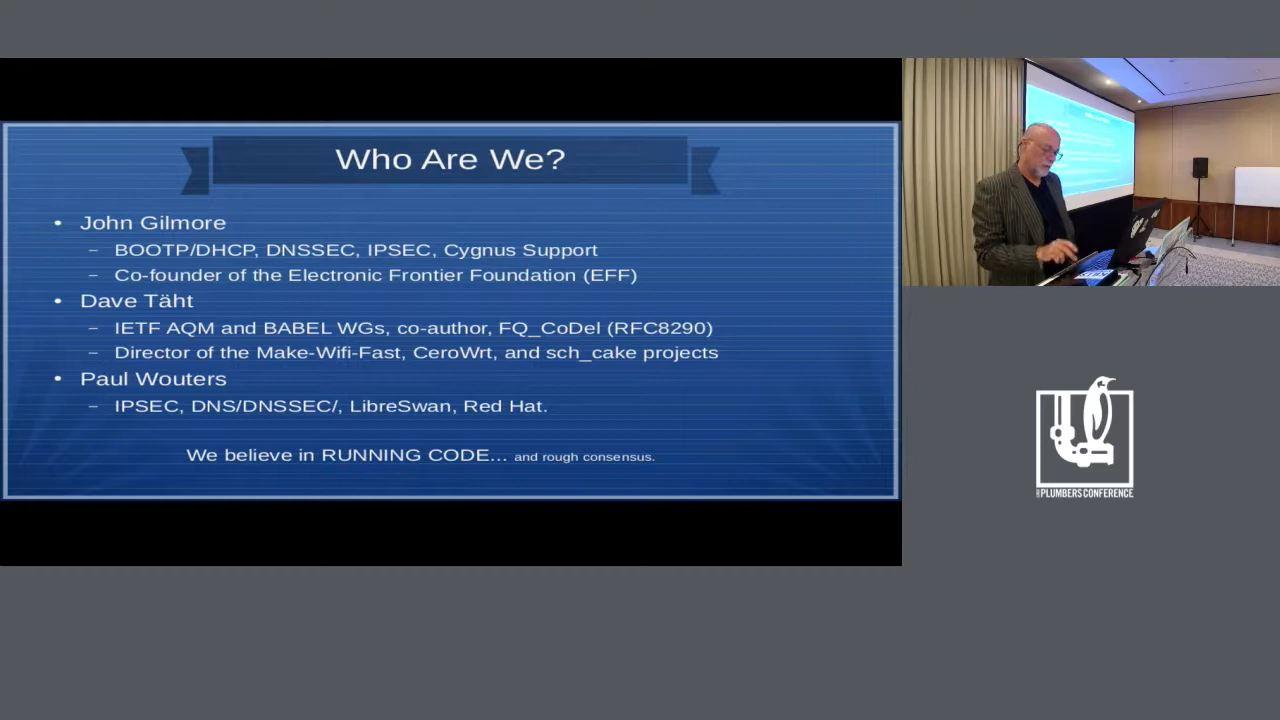 Who Are We?
• John Gilmore
– BOOTP/DHCP, DNSSEC, IPSEC, Cygnus Support
– Co-founder of the Electronic Frontier Foundation (EFF)
• Dave Täht
– IETF AQM and BABEL WGs, co-author, FQ_CoDel (RFC8290)
– Director of the Make-Wifi-Fast, CeroWrt, and sch_cake projects
• Paul Wouters
– IPSEC, DNS/DNSSEC/, LibreSwan, Red Hat.
We believe in RUNNING CODE... and rough consensus.
PLUMBERS CONFERENCE